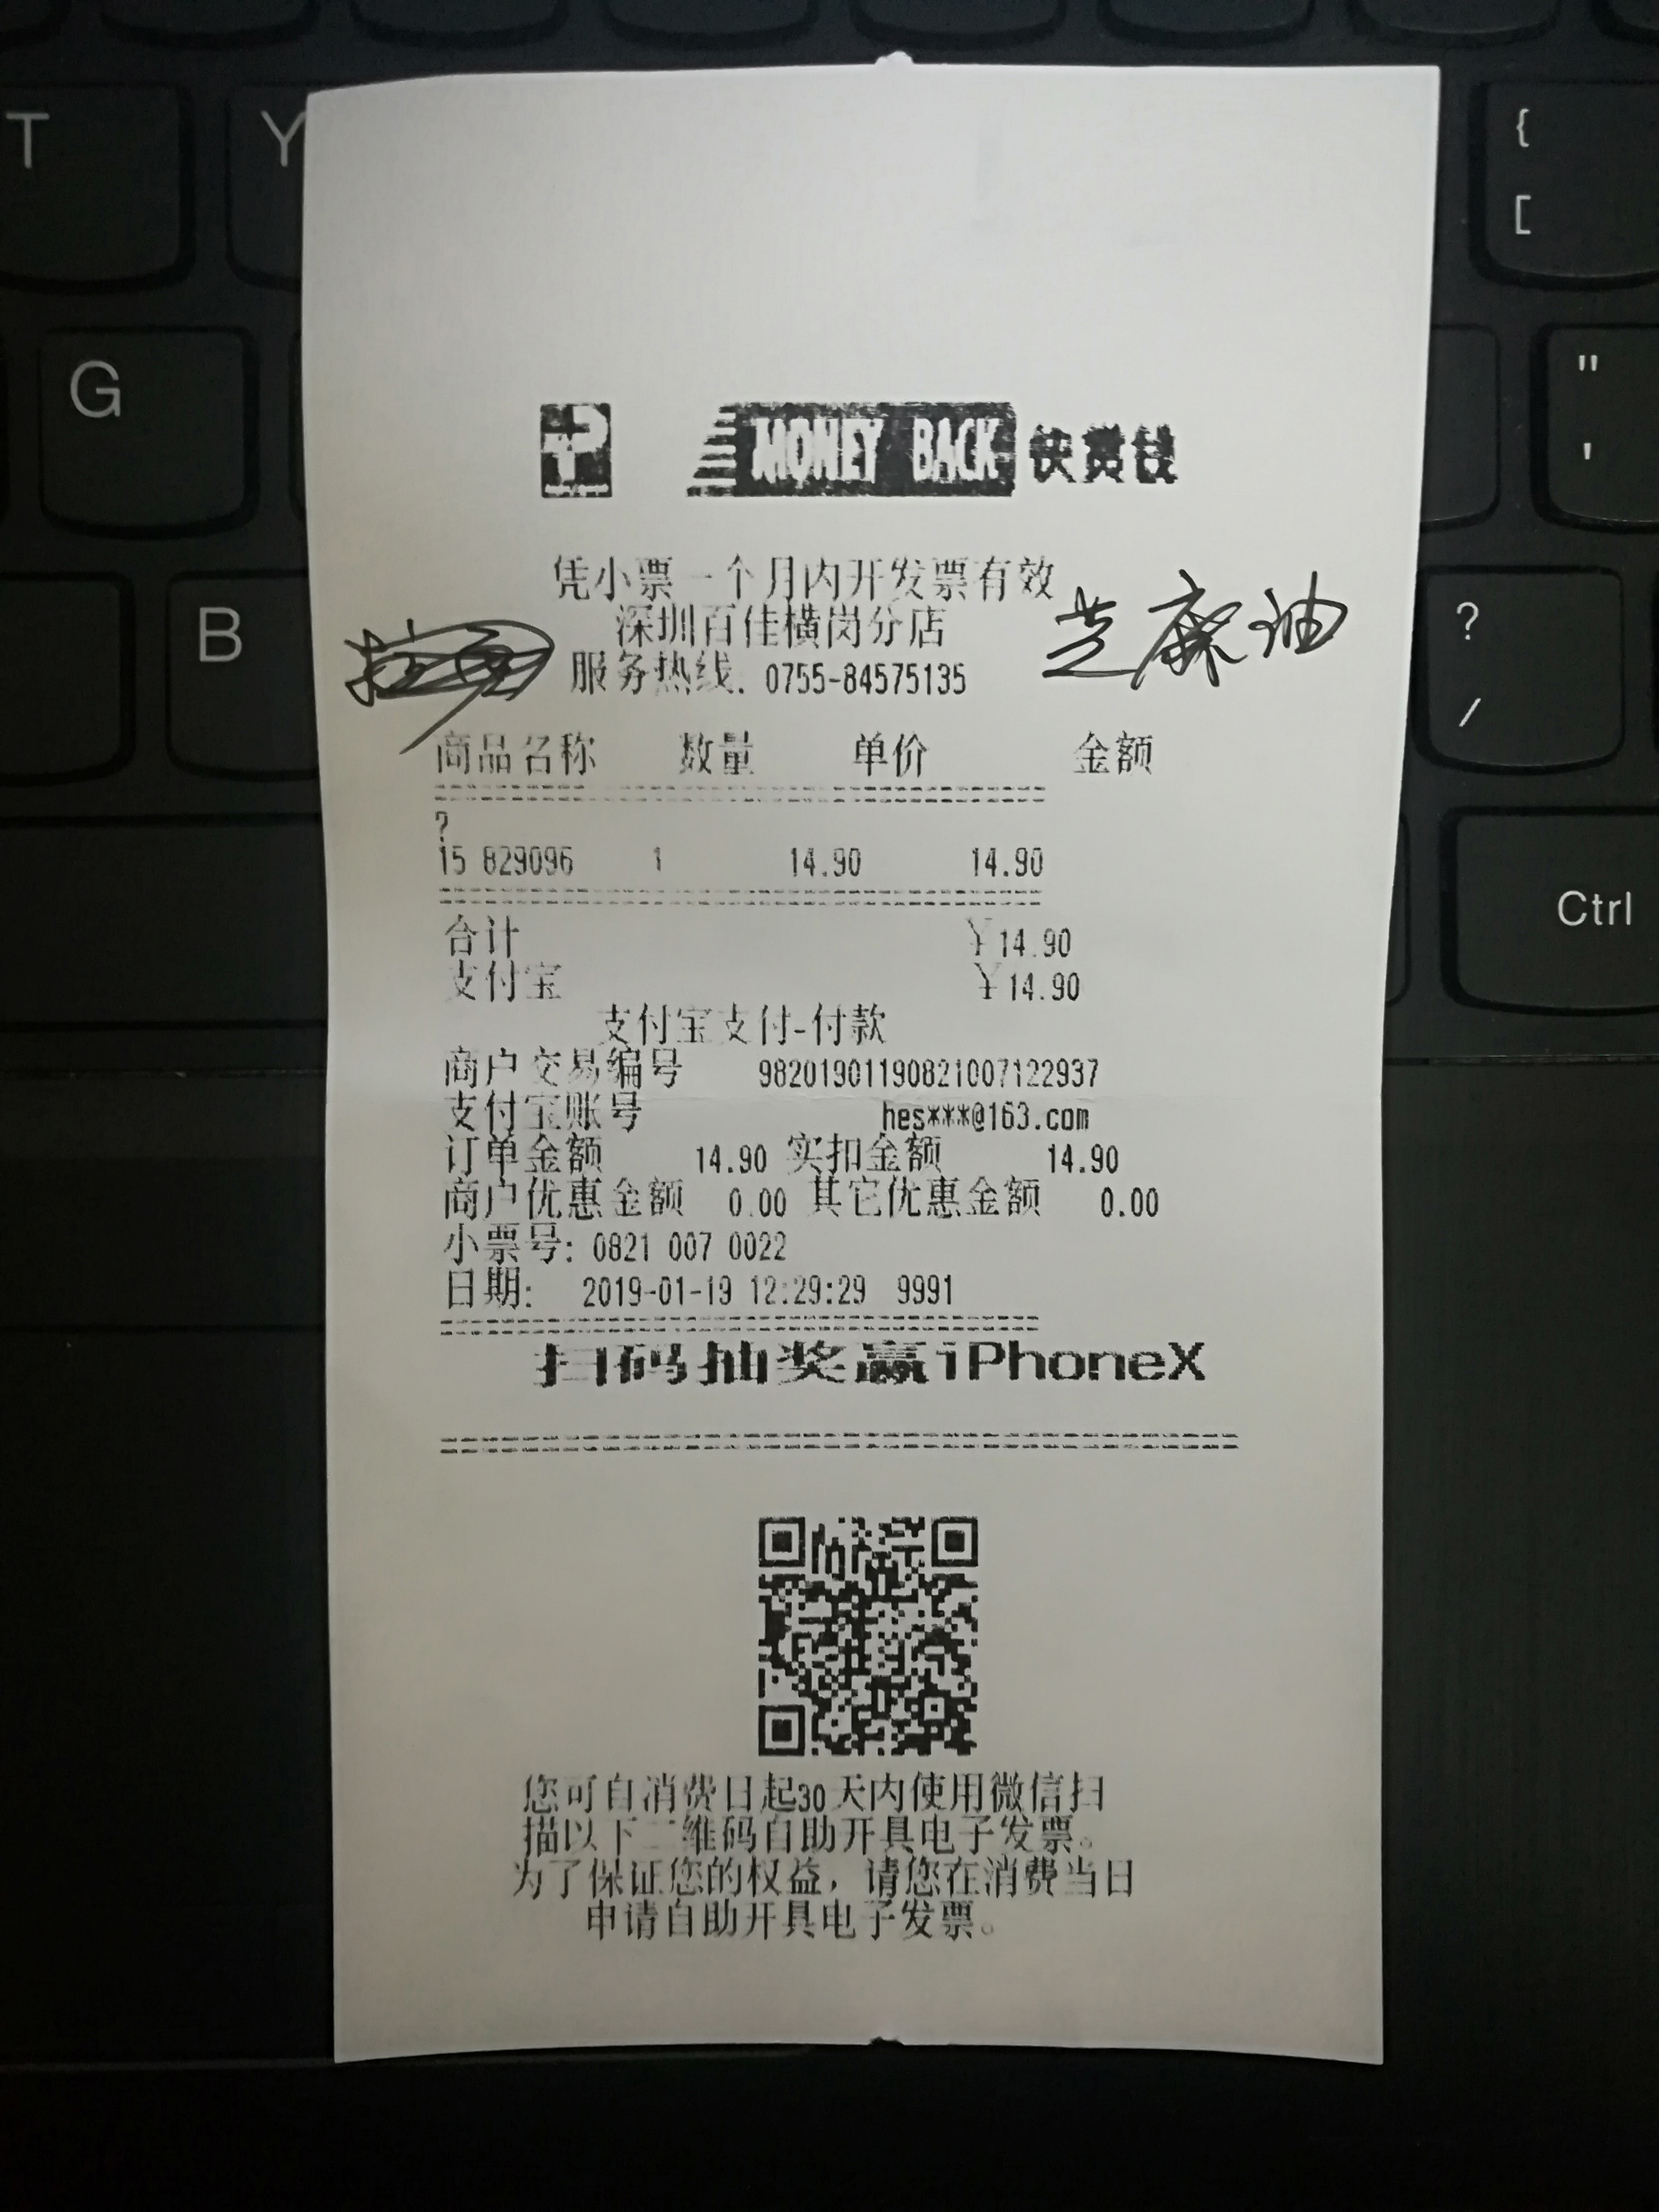 T
Y
{
[
G
"
'
B
?
/
Ctrl
MONEY BACK 快赏钱
凭小票一个月内开发票有效
深圳百佳横岗分店
芝麻油
服务热线. 0755-84575135
商品名称 数量 单价 金额
?
15 829096 1 14.90 14.90
合计 ￥14.90
支付宝 ￥14.90
支付宝支付-付款
商户交易编号 982019011908210071​22937
支付宝账号 hes***@163.com
订单金额 14.90 实扣金额 14.90
商户优惠金额 0.00 其它优惠金额 0.00
小票号: 0821 007 0022
日期: 2019-01-19 12:29:29 9991
扫码抽奖赢iPhoneX
您可自消费日起30天内使用微信扫
描以下二维码自助开具电子发票。
为了保证您的权益，请您在消费当日
申请自助开具电子发票。